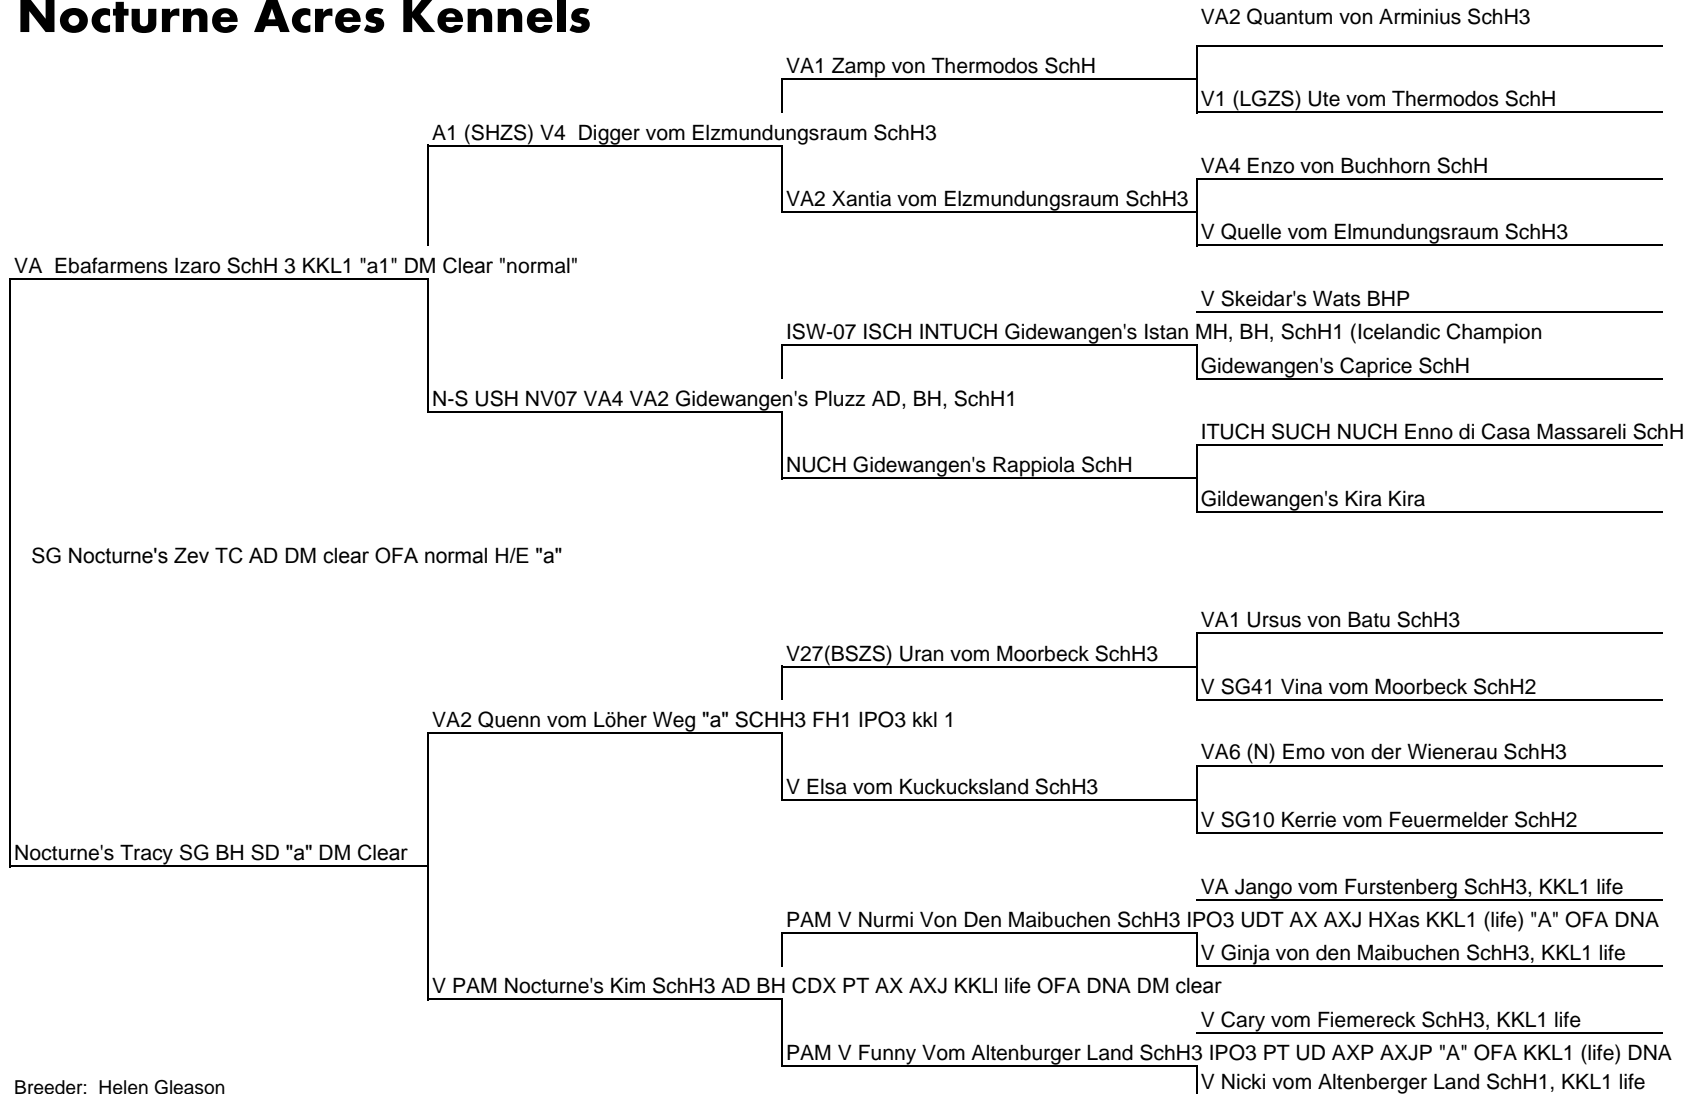 Nocturne Acres Kennels
VA2 Quantum von Arminius SchH3
VA1 Zamp von Thermodos SchH
V1 (LGZS) Ute vom Thermodos SchH
A1 (SHZS) V4  Digger vom Elzmundungsraum SchH3
VA4 Enzo von Buchhorn SchH
VA2 Xantia vom Elzmundungsraum SchH3
V Quelle vom Elmundungsraum SchH3
VA  Ebafarmens Izaro SchH 3 KKL1 "a1" DM Clear "normal"
V Skeidar's Wats BHP
ISW-07 ISCH INTUCH Gidewangen's Istan MH, BH, SchH1 (Icelandic Champion
Gidewangen's Caprice SchH
N-S USH NV07 VA4 VA2 Gidewangen's Pluzz AD, BH, SchH1
ITUCH SUCH NUCH Enno di Casa Massareli SchH
NUCH Gidewangen's Rappiola SchH
Gildewangen's Kira Kira
SG Nocturne's Zev TC AD DM clear OFA normal H/E "a"
VA1 Ursus von Batu SchH3
V27(BSZS) Uran vom Moorbeck SchH3
V SG41 Vina vom Moorbeck SchH2
VA2 Quenn vom Löher Weg "a" SCHH3 FH1 IPO3 kkl 1
VA6 (N) Emo von der Wienerau SchH3
V Elsa vom Kuckucksland SchH3
V SG10 Kerrie vom Feuermelder SchH2
Nocturne's Tracy SG BH SD "a" DM Clear
VA Jango vom Furstenberg SchH3, KKL1 life
PAM V Nurmi Von Den Maibuchen SchH3 IPO3 UDT AX AXJ HXas KKL1 (life) "A" OFA DNA
V Ginja von den Maibuchen SchH3, KKL1 life
V PAM Nocturne's Kim SchH3 AD BH CDX PT AX AXJ KKLl life OFA DNA DM clear
V Cary vom Fiemereck SchH3, KKL1 life
PAM V Funny Vom Altenburger Land SchH3 IPO3 PT UD AXP AXJP "A" OFA KKL1 (life) DNA
V Nicki vom Altenberger Land SchH1, KKL1 life
Breeder:  Helen Gleason